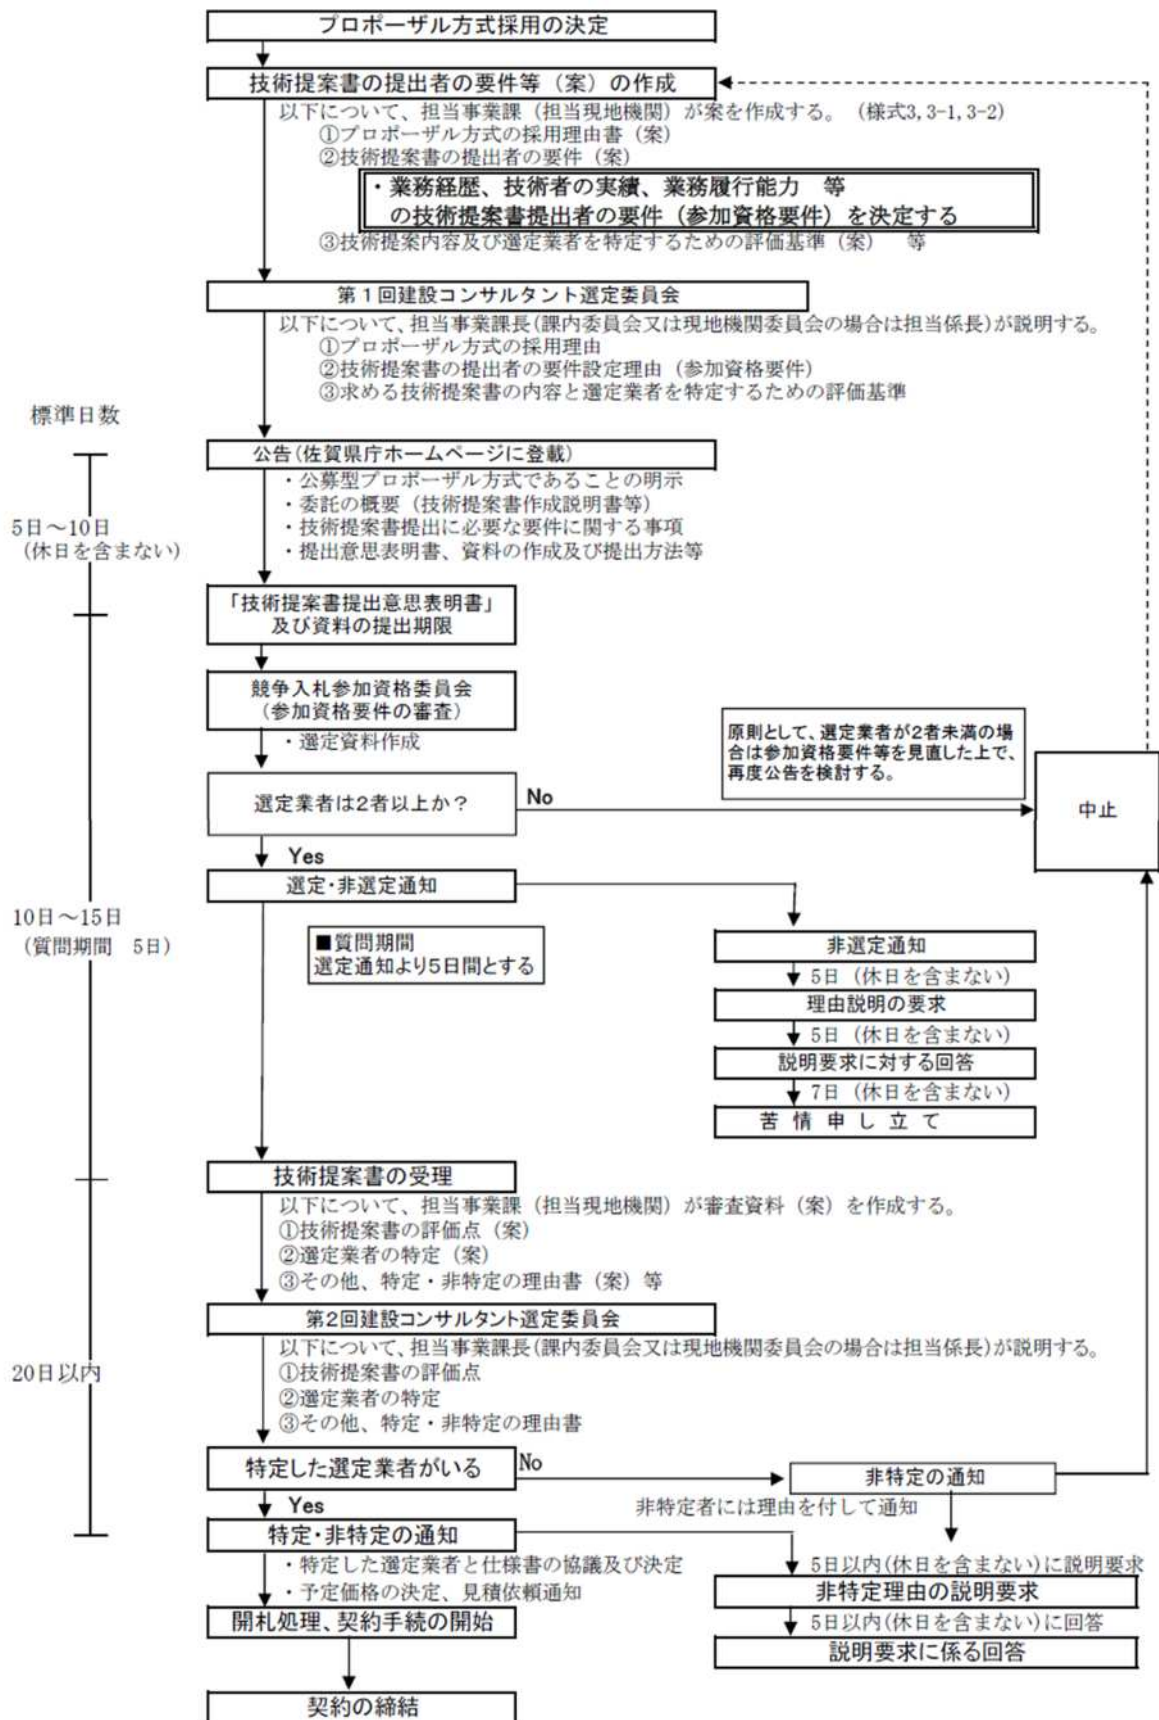 プロポーザル方式採用の決定
技術提案書の提出者の要件等（案）の作成
以下について、担当事業課（担当現地機関）が案を作成する。（様式3, 3-1, 3-2）
①プロポーザル方式の採用理由書（案）
②技術提案書の提出者の要件（案）
・業務経歴、技術者の実績、業務履行能力　等
の技術提案書提出者の要件（参加資格要件）を決定する
③技術提案内容及び選定業者を特定するための評価基準（案）　等
第１回建設コンサルタント選定委員会
以下について、担当事業課長(課内委員会又は現地機関委員会の場合は担当係長)が説明する。
①プロポーザル方式の採用理由
②技術提案書の提出者の要件設定理由（参加資格要件）
③求める技術提案書の内容と選定業者を特定するための評価基準
標準日数
公告(佐賀県庁ホームページに登載)
・公募型プロポーザル方式であることの明示
・委託の概要（技術提案書作成説明書等）
・技術提案書提出に必要な要件に関する事項
・提出意思表明書、資料の作成及び提出方法等
5日～10日
(休日を含まない)
「技術提案書提出意思表明書」
及び資料の提出期限
競争入札参加資格委員会
(参加資格要件の審査)
・選定資料作成
原則として、選定業者が2者未満の場
合は参加資格要件等を見直した上で、
再度公告を検討する。
選定業者は2者以上か？
No
中止
Yes
選定・非選定通知
10日～15日
(質問期間　5日)
■質問期間
選定通知より5日間とする
非選定通知
5日（休日を含まない）
理由説明の要求
5日（休日を含まない）
説明要求に対する回答
7日（休日を含まない）
苦 情 申 し 立 て
技術提案書の受理
以下について、担当事業課（担当現地機関）が審査資料（案）を作成する。
①技術提案書の評価点（案）
②選定業者の特定（案）
③その他、特定・非特定の理由書（案）等
第2回建設コンサルタント選定委員会
以下について、担当事業課長(課内委員会又は現地機関委員会の場合は担当係長)が説明する。
①技術提案書の評価点
②選定業者の特定
③その他、特定・非特定の理由書
20日以内
特定した選定業者がいる
No
非特定の通知
Yes
非特定者には理由を付して通知
特定・非特定の通知
・特定した選定業者と仕様書の協議及び決定
・予定価格の決定、見積依頼通知
5日以内(休日を含まない)に説明要求
非特定理由の説明要求
開札処理、契約手続の開始
5日以内(休日を含まない)に回答
説明要求に係る回答
契約の締結